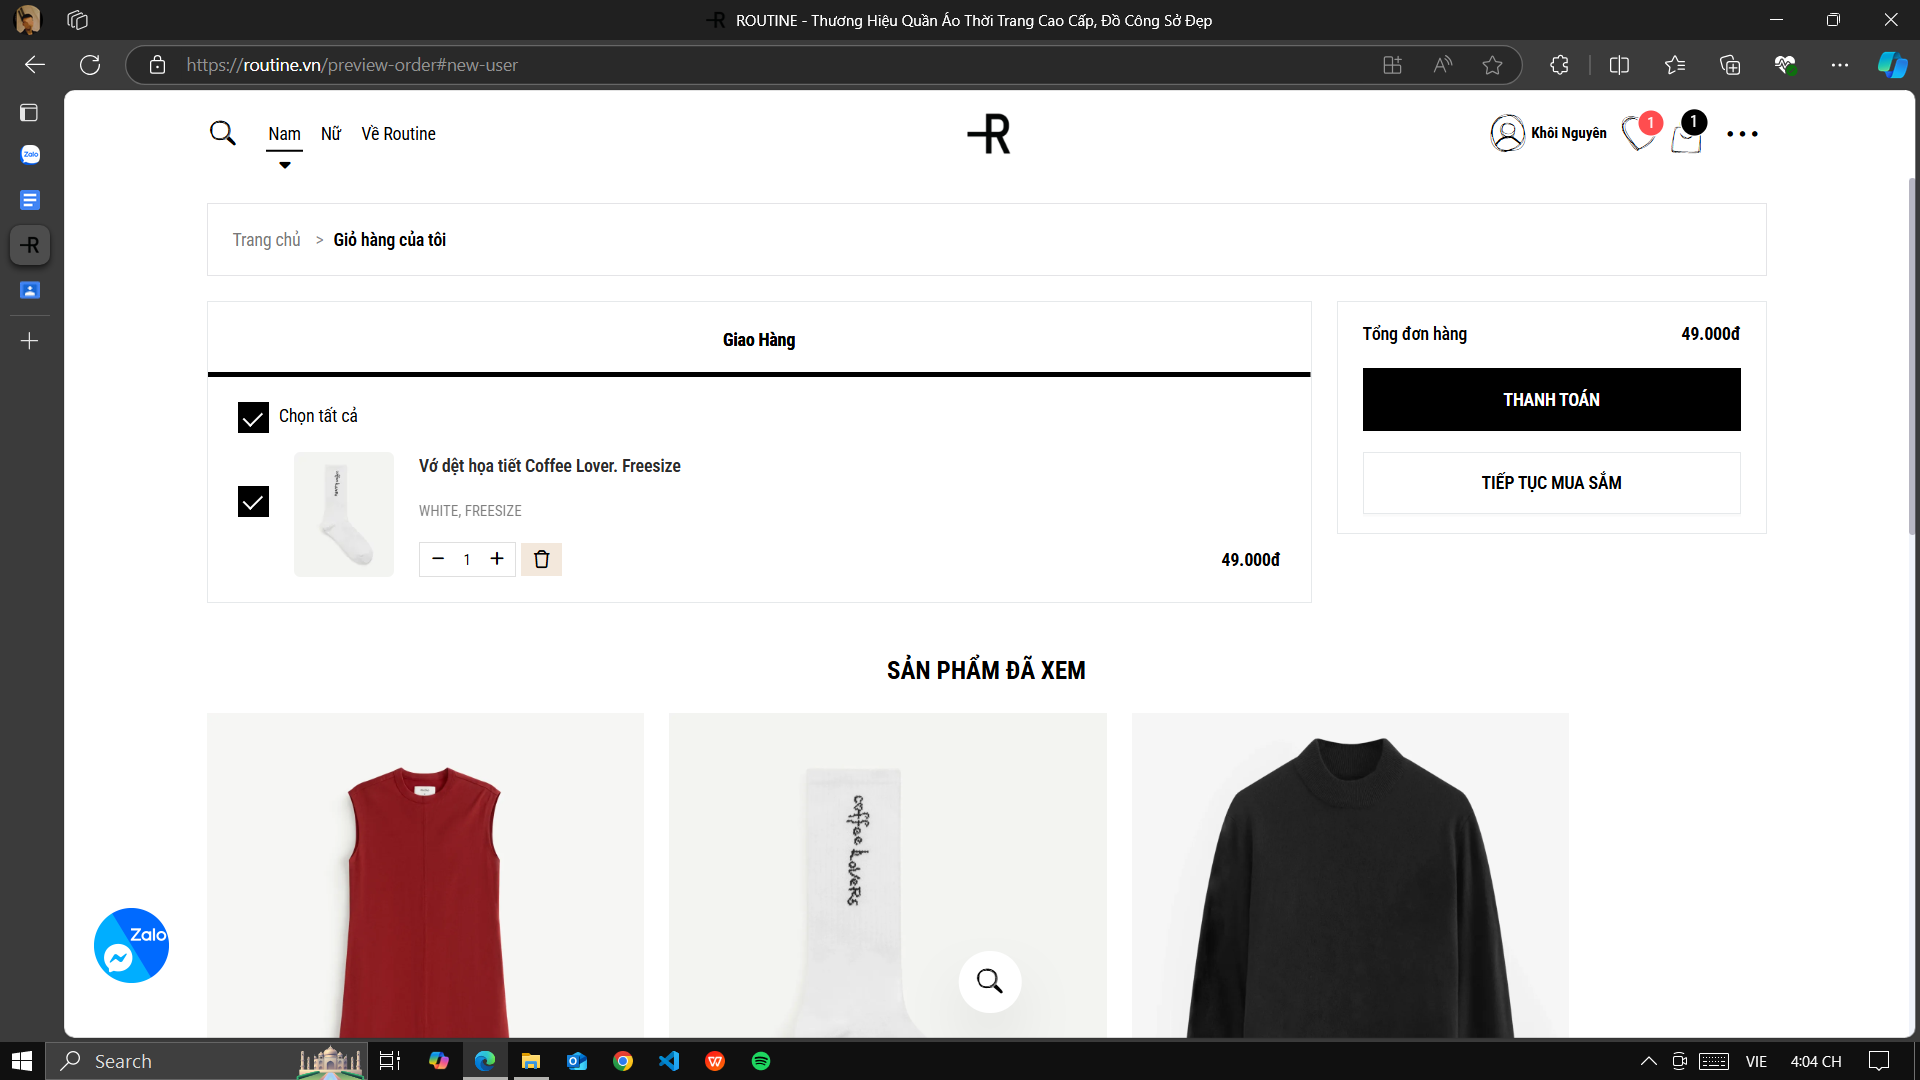 ROUTINE - Thương Hiệu Quần Áo Thời Trang Cao Cấp, Đồ Công Sở Đẹp
https://routine.vn/preview-order#new-user
Nam Nữ Về Routine
R
Khôi Nguyên 1 1
Trang chủ > Giỏ hàng của tôi
Giao Hàng
Chọn tất cả
Vớ dệt họa tiết Coffee Lover. Freesize
WHITE, FREESIZE
1
49.000đ
Tổng đơn hàng 49.000đ
THANH TOÁN
TIẾP TỤC MUA SẮM
SẢN PHẨM ĐÃ XEM
coffee LoveRs
Zalo
Search
VIE 4:04 CH